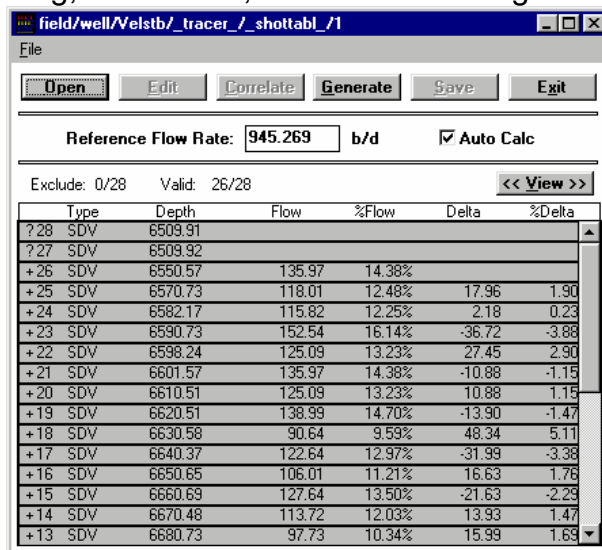 field/well/Velstb/_tracer_/_shottabl_/1
File
Open Edit Correlate Generate Save Exit
Reference Flow Rate: 945.269 b/d Auto Calc
Exclude: 0/28 Valid: 26/28 << View >>
Type Depth Flow %Flow Delta %Delta
?28 SDV 6509.91
?27 SDV 6509.92
+26 SDV 6550.57 135.97 14.38%
+25 SDV 6570.73 118.01 12.48% 17.96 1.90
+24 SDV 6582.17 115.82 12.25% 2.18 0.23
+23 SDV 6590.73 152.54 16.14% -36.72 -3.88
+22 SDV 6598.24 125.09 13.23% 27.45 2.90
+21 SDV 6601.57 135.97 14.38% -10.88 -1.15
+20 SDV 6610.51 125.09 13.23% 10.88 1.15
+19 SDV 6620.51 138.99 14.70% -13.90 -1.47
+18 SDV 6630.58 90.64 9.59% 48.34 5.11
+17 SDV 6640.37 122.64 12.97% -31.99 -3.38
+16 SDV 6650.65 106.01 11.21% 16.63 1.76
+15 SDV 6660.69 127.64 13.50% -21.63 -2.29
+14 SDV 6670.48 113.72 12.03% 13.93 1.47
+13 SDV 6680.73 97.73 10.34% 15.99 1.69